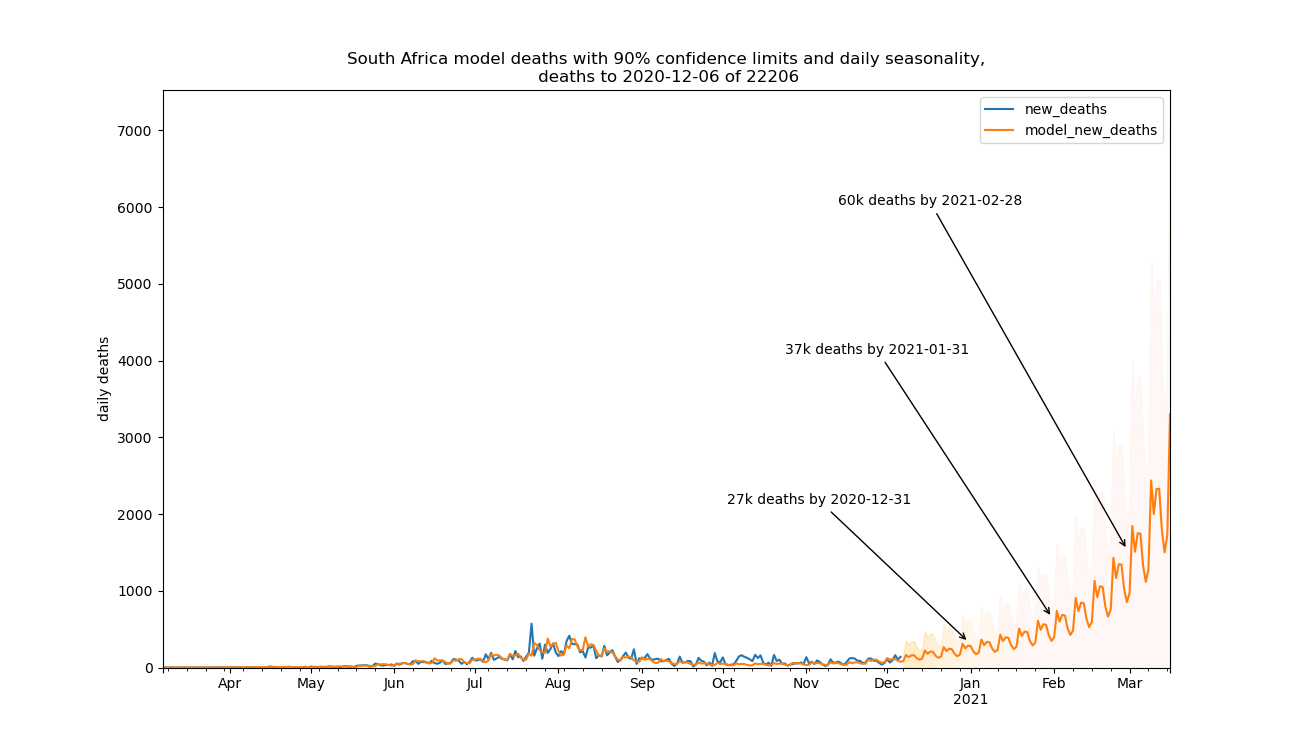 South Africa model deaths with 90% confidence limits and daily seasonality,
deaths to 2020-12-06 of 22206
new_deaths
model_new_deaths
7000
6000
5000
4000
3000
2000
1000
0
daily deaths
60k deaths by 2021-02-28
37k deaths by 2021-01-31
27k deaths by 2020-12-31
Apr May Jun Jul Aug Sep Oct Nov Dec Jan Feb Mar
2021